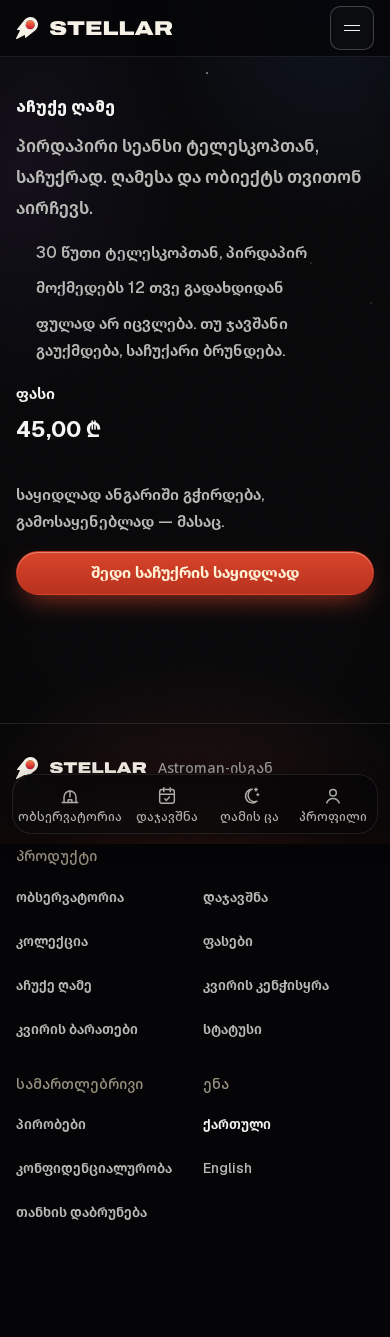 STELLAR
აჩუქე ღამე
პირდაპირი სეანსი ტელესკოპთან,
საჩუქრად. ღამესა და ობიექტს თვითონ
აირჩევს.
30 წუთი ტელესკოპთან, პირდაპირ
მოქმედებს 12 თვე გადახდიდან
ფულად არ იცვლება. თუ ჯავშანი
გაუქმდება, საჩუქარი ბრუნდება.
ფასი
45,00 ₾
საყიდლად ანგარიში გჭირდება,
გამოსაყენებლად — მასაც.
შედი საჩუქრის საყიდლად
STELLAR Astroman-ისგან
ობსერვატორია დაჯავშნა ღამის ცა პროფილი
პროდუქტი
ობსერვატორია დაჯავშნა
კოლექცია ფასები
აჩუქე ღამე კვირის კენჭისყრა
კვირის ბარათები სტატუსი
სამართლებრივი ენა
პირობები ქართული
კონფიდენციალურობა English
თანხის დაბრუნება